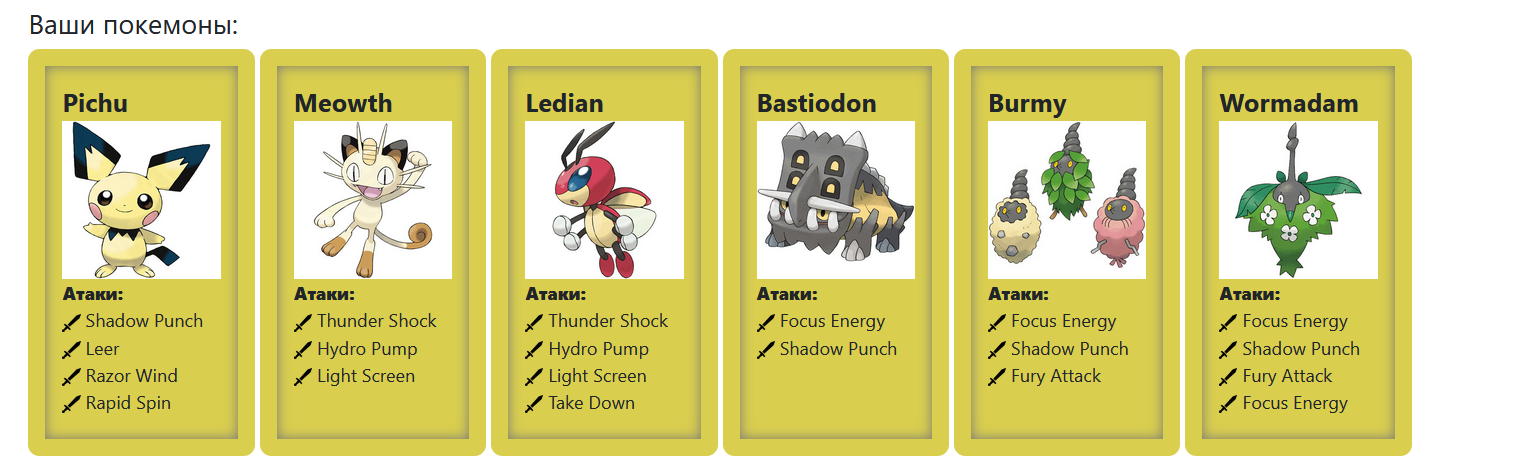 Ваши покемоны:
Pichu
Атаки:
Shadow Punch
Leer
Razor Wind
Rapid Spin
Meowth
Атаки:
Thunder Shock
Hydro Pump
Light Screen
Ledian
Атаки:
Thunder Shock
Hydro Pump
Light Screen
Take Down
Bastiodon
Атаки:
Focus Energy
Shadow Punch
Burmy
Атаки:
Focus Energy
Shadow Punch
Fury Attack
Wormadam
Атаки:
Focus Energy
Shadow Punch
Fury Attack
Focus Energy